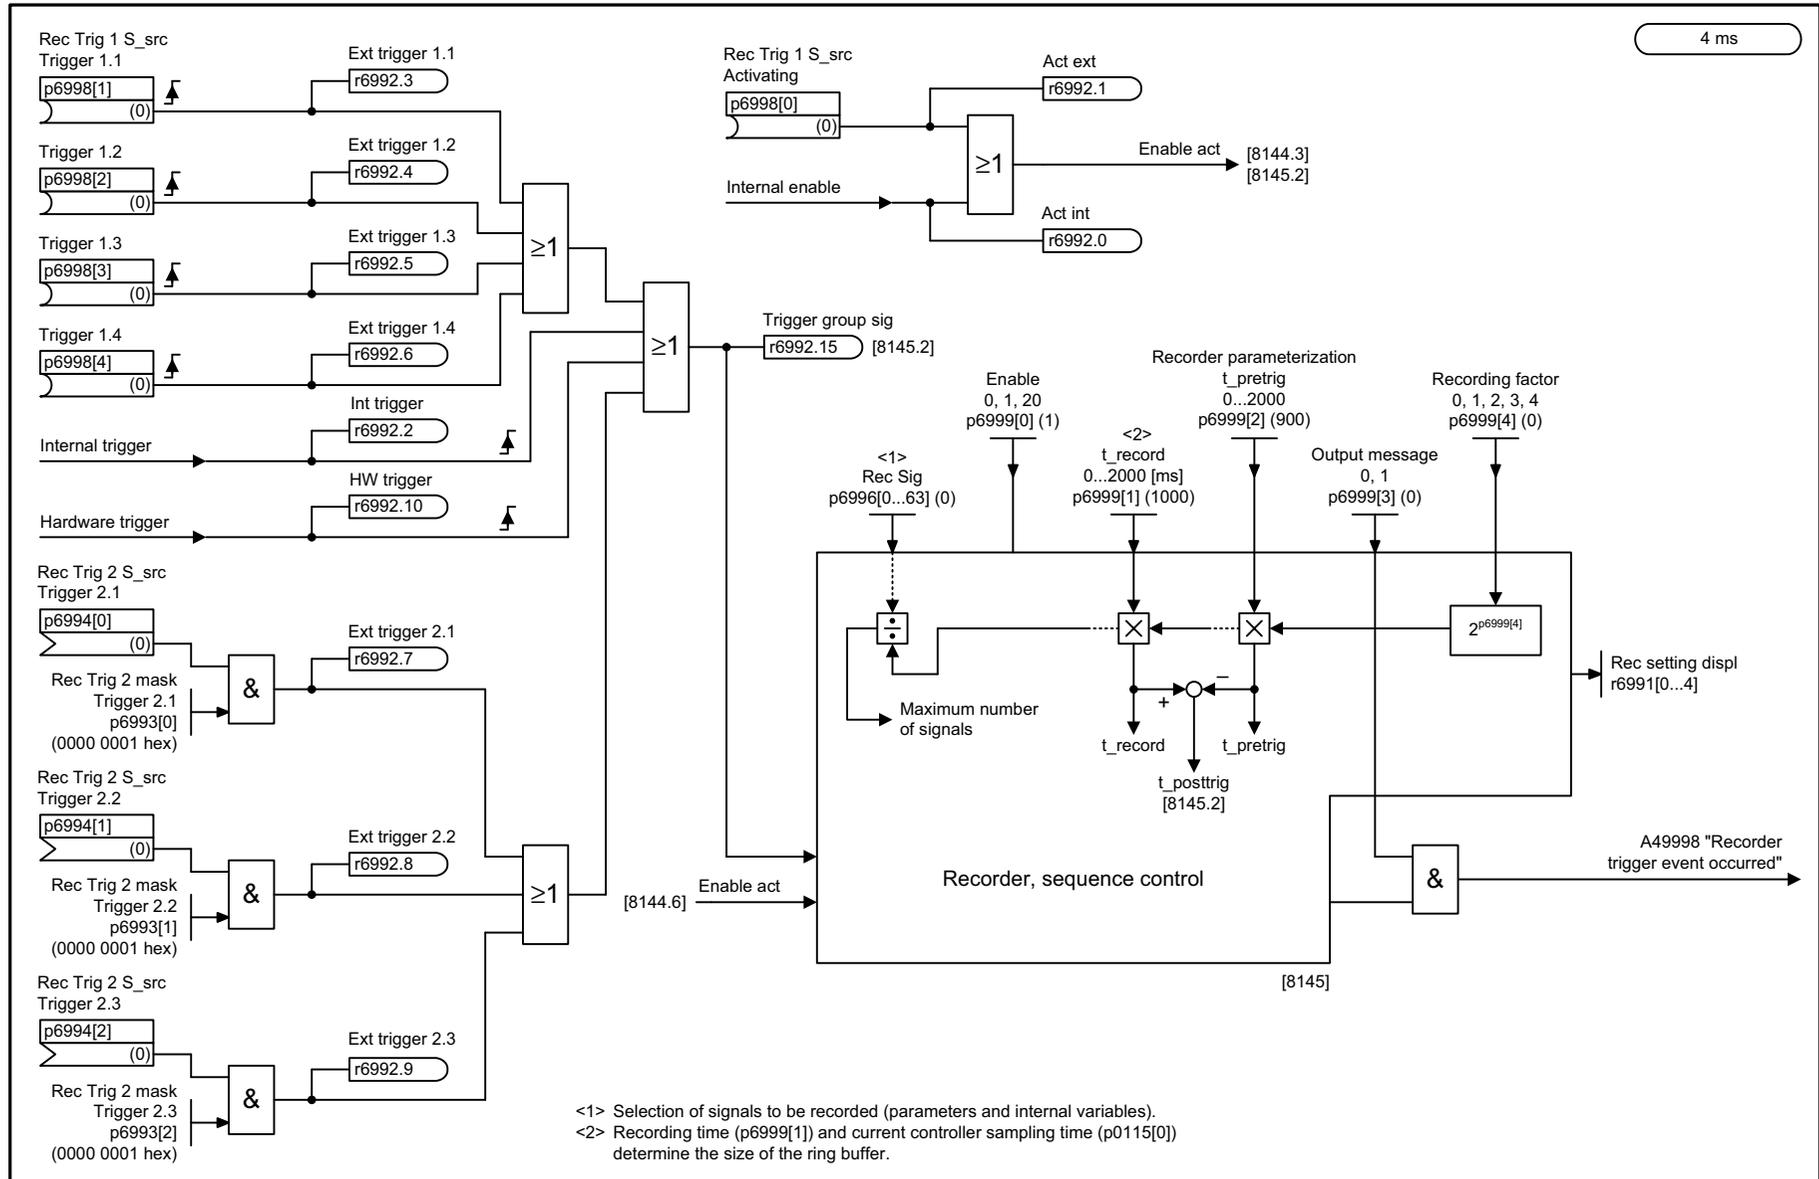 4 ms
Rec Trig 1 S_src
Trigger 1.1
p6998[1]
(0)
Ext trigger 1.1
r6992.3
Trigger 1.2
p6998[2]
(0)
Ext trigger 1.2
r6992.4
Trigger 1.3
p6998[3]
(0)
Ext trigger 1.3
r6992.5
Trigger 1.4
p6998[4]
(0)
Ext trigger 1.4
r6992.6
≥1
Internal trigger
Int trigger
r6992.2
Hardware trigger
HW trigger
r6992.10
≥1
Trigger group sig
r6992.15 [8145.2]
Rec Trig 1 S_src
Activating
p6998[0]
(0)
Act ext
r6992.1
Internal enable
≥1
Act int
r6992.0
Enable act
[8144.3]
[8145.2]
Rec Trig 2 S_src
Trigger 2.1
p6994[0]
(0)
Rec Trig 2 mask
Trigger 2.1
p6993[0]
(0000 0001 hex)
&
Ext trigger 2.1
r6992.7
Rec Trig 2 S_src
Trigger 2.2
p6994[1]
(0)
Rec Trig 2 mask
Trigger 2.2
p6993[1]
(0000 0001 hex)
&
Ext trigger 2.2
r6992.8
Rec Trig 2 S_src
Trigger 2.3
p6994[2]
(0)
Rec Trig 2 mask
Trigger 2.3
p6993[2]
(0000 0001 hex)
&
Ext trigger 2.3
r6992.9
≥1
<1>
Rec Sig
p6996[0...63] (0)
Enable
0, 1, 20
p6999[0] (1)
<2>
t_record
0...2000 [ms]
p6999[1] (1000)
Recorder parameterization
t_pretrig
0...2000
p6999[2] (900)
Output message
0, 1
p6999[3] (0)
Recording factor
0, 1, 2, 3, 4
p6999[4] (0)
÷
×
×
2^p6999[4]
Maximum number
of signals
+
−
t_record
t_pretrig
t_posttrig
[8145.2]
Rec setting displ
r6991[0...4]
[8144.6] Enable act
Recorder, sequence control
[8145]
&
A49998 "Recorder
trigger event occurred"
<1> Selection of signals to be recorded (parameters and internal variables).
<2> Recording time (p6999[1]) and current controller sampling time (p0115[0])
determine the size of the ring buffer.